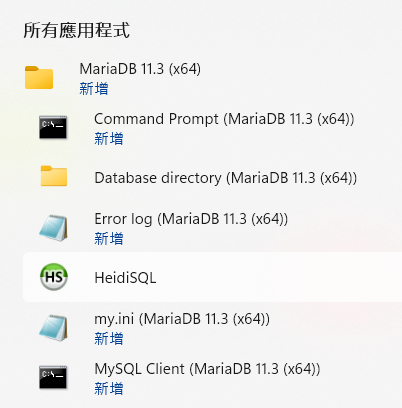 所有應用程式
MariaDB 11.3 (x64)
新增
Command Prompt (MariaDB 11.3 (x64))
新增
Database directory (MariaDB 11.3 (x64))
Error log (MariaDB 11.3 (x64))
新增
HS
HeidiSQL
my.ini (MariaDB 11.3 (x64))
新增
MySQL Client (MariaDB 11.3 (x64))
新增